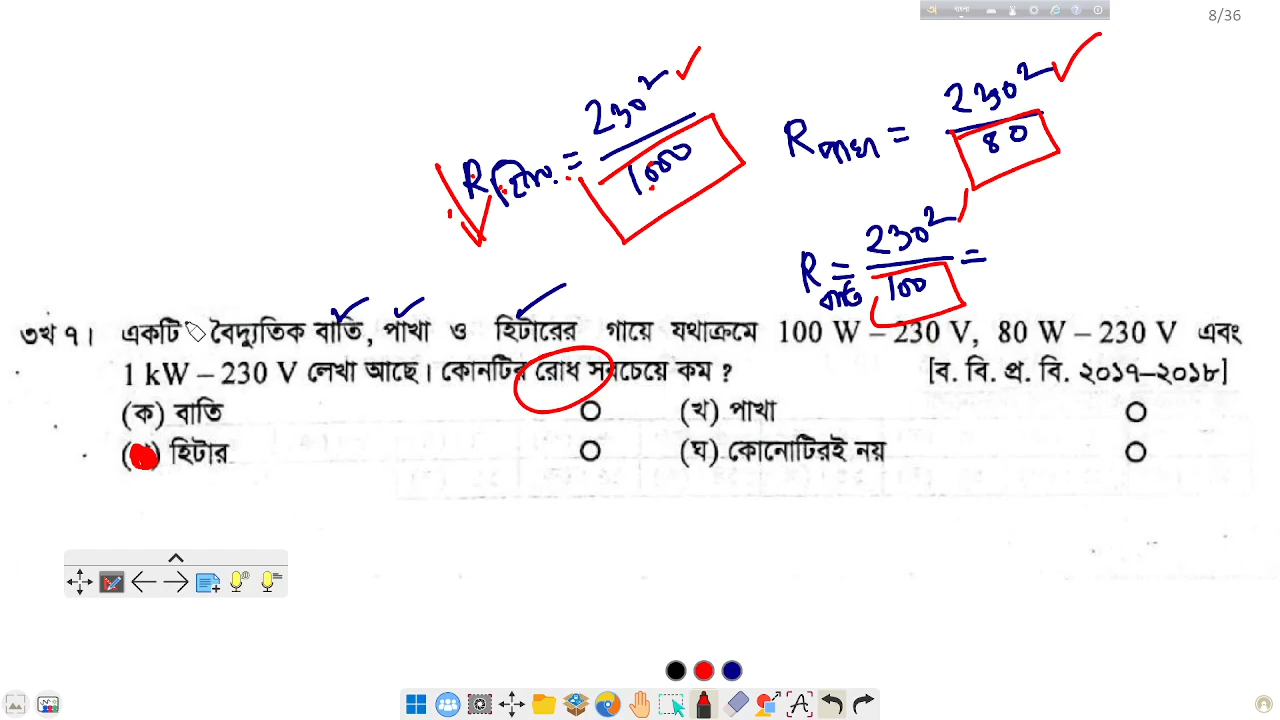 8/36
R হিটা. = 230² / 1000
R পাখা = 230² / 80
R বাতি = 230² / 100 =
৩খ ৭। একটি বৈদ্যুতিক বাতি, পাখা ও হিটারের গায়ে যথাক্রমে 100 W – 230 V, 80 W – 230 V এবং
1 kW – 230 V লেখা আছে। কোনটির রোধ সবচেয়ে কম ? [ব. বি. প্র. বি. ২০১৭–২০১৮]
(ক) বাতি (খ) পাখা
হিটার (ঘ) কোনোটিরই নয়